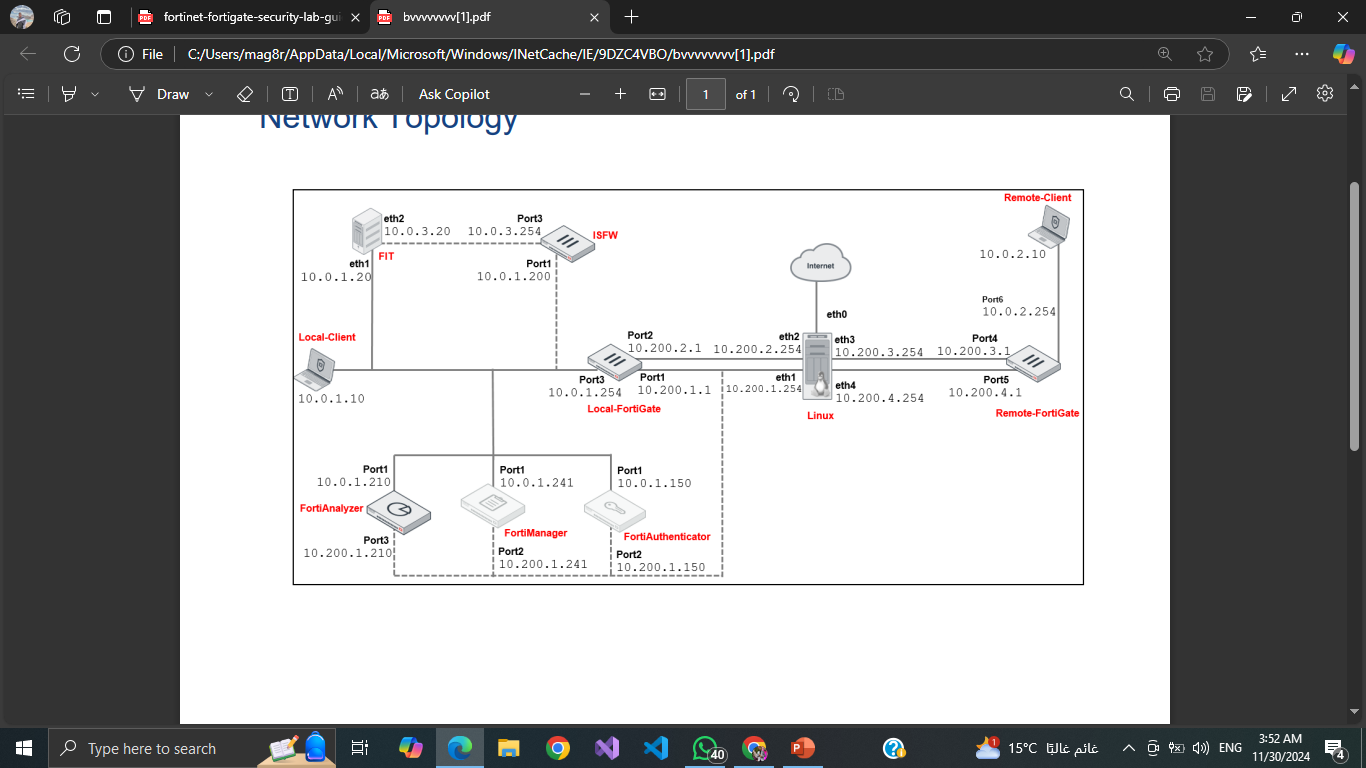 fortinet-fortigate-security-lab-gui
bvvvvvvv[1].pdf
File
C:/Users/mag8r/AppData/Local/Microsoft/Windows/INetCache/IE/9DZC4VBO/bvvvvvvv[1].pdf
Draw
Ask Copilot
1
of 1
Network Topology
Remote-Client
eth2
10.0.3.20
Port3
10.0.3.254
ISFW
FIT
eth1
10.0.1.20
Port1
10.0.1.200
Internet
10.0.2.10
Port6
10.0.2.254
eth0
Local-Client
10.0.1.10
Port2
10.200.2.1
eth2
10.200.2.254
eth3
10.200.3.254
Port4
10.200.3.1
Port3
10.0.1.254
Port1
10.200.1.1
eth1
10.200.1.254
eth4
10.200.4.254
Port5
10.200.4.1
Local-FortiGate
Linux
Remote-FortiGate
Port1
10.0.1.210
Port1
10.0.1.241
Port1
10.0.1.150
FortiAnalyzer
FortiManager
FortiAuthenticator
Port3
10.200.1.210
Port2
10.200.1.241
Port2
10.200.1.150
Type here to search
40
1
15°C غائم غالبًا
ENG
3:52 AM
11/30/2024
4